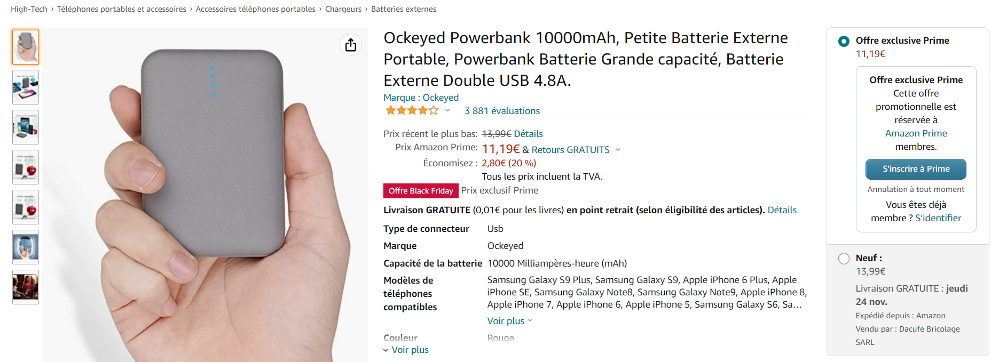 High-Tech › Téléphones portables et accessoires › Accessoires téléphones portables › Chargeurs › Batteries externes
Ockeyed Powerbank 10000mAh, Petite Batterie Externe
Portable, Powerbank Batterie Grande capacité, Batterie
Externe Double USB 4.8A.
Marque : Ockeyed
3 881 évaluations
Prix récent le plus bas: 13,99€ Détails
Prix Amazon Prime: 11,19€ & Retours GRATUITS
Économisez : 2,80€ (20 %)
Tous les prix incluent la TVA.
Offre Black Friday Prix exclusif Prime
Livraison GRATUITE (0,01€ pour les livres) en point retrait (selon éligibilité des articles). Détails
Type de connecteur Usb
Marque Ockeyed
Capacité de la batterie 10000 Milliampères-heure (mAh)
Modèles de téléphones compatibles
Samsung Galaxy S9 Plus, Samsung Galaxy S9, Apple iPhone 6 Plus, Apple
iPhone SE, Samsung Galaxy Note8, Samsung Galaxy Note9, Apple iPhone 8,
Apple iPhone 7, Apple iPhone 6, Apple iPhone 5, Samsung Galaxy S6, Sa…
Voir plus
Couleur Rouge
Voir plus
Offre exclusive Prime
11,19€
Offre exclusive Prime
Cette offre
promotionnelle est
réservée à
Amazon Prime
membres.
S'inscrire à Prime
Annulation à tout moment
Vous êtes déjà
membre ? S'identifier
Neuf :
13,99€
Livraison GRATUITE : jeudi
24 nov.
Expédié depuis : Amazon
Vendu par : Dacufe Bricolage
SARL